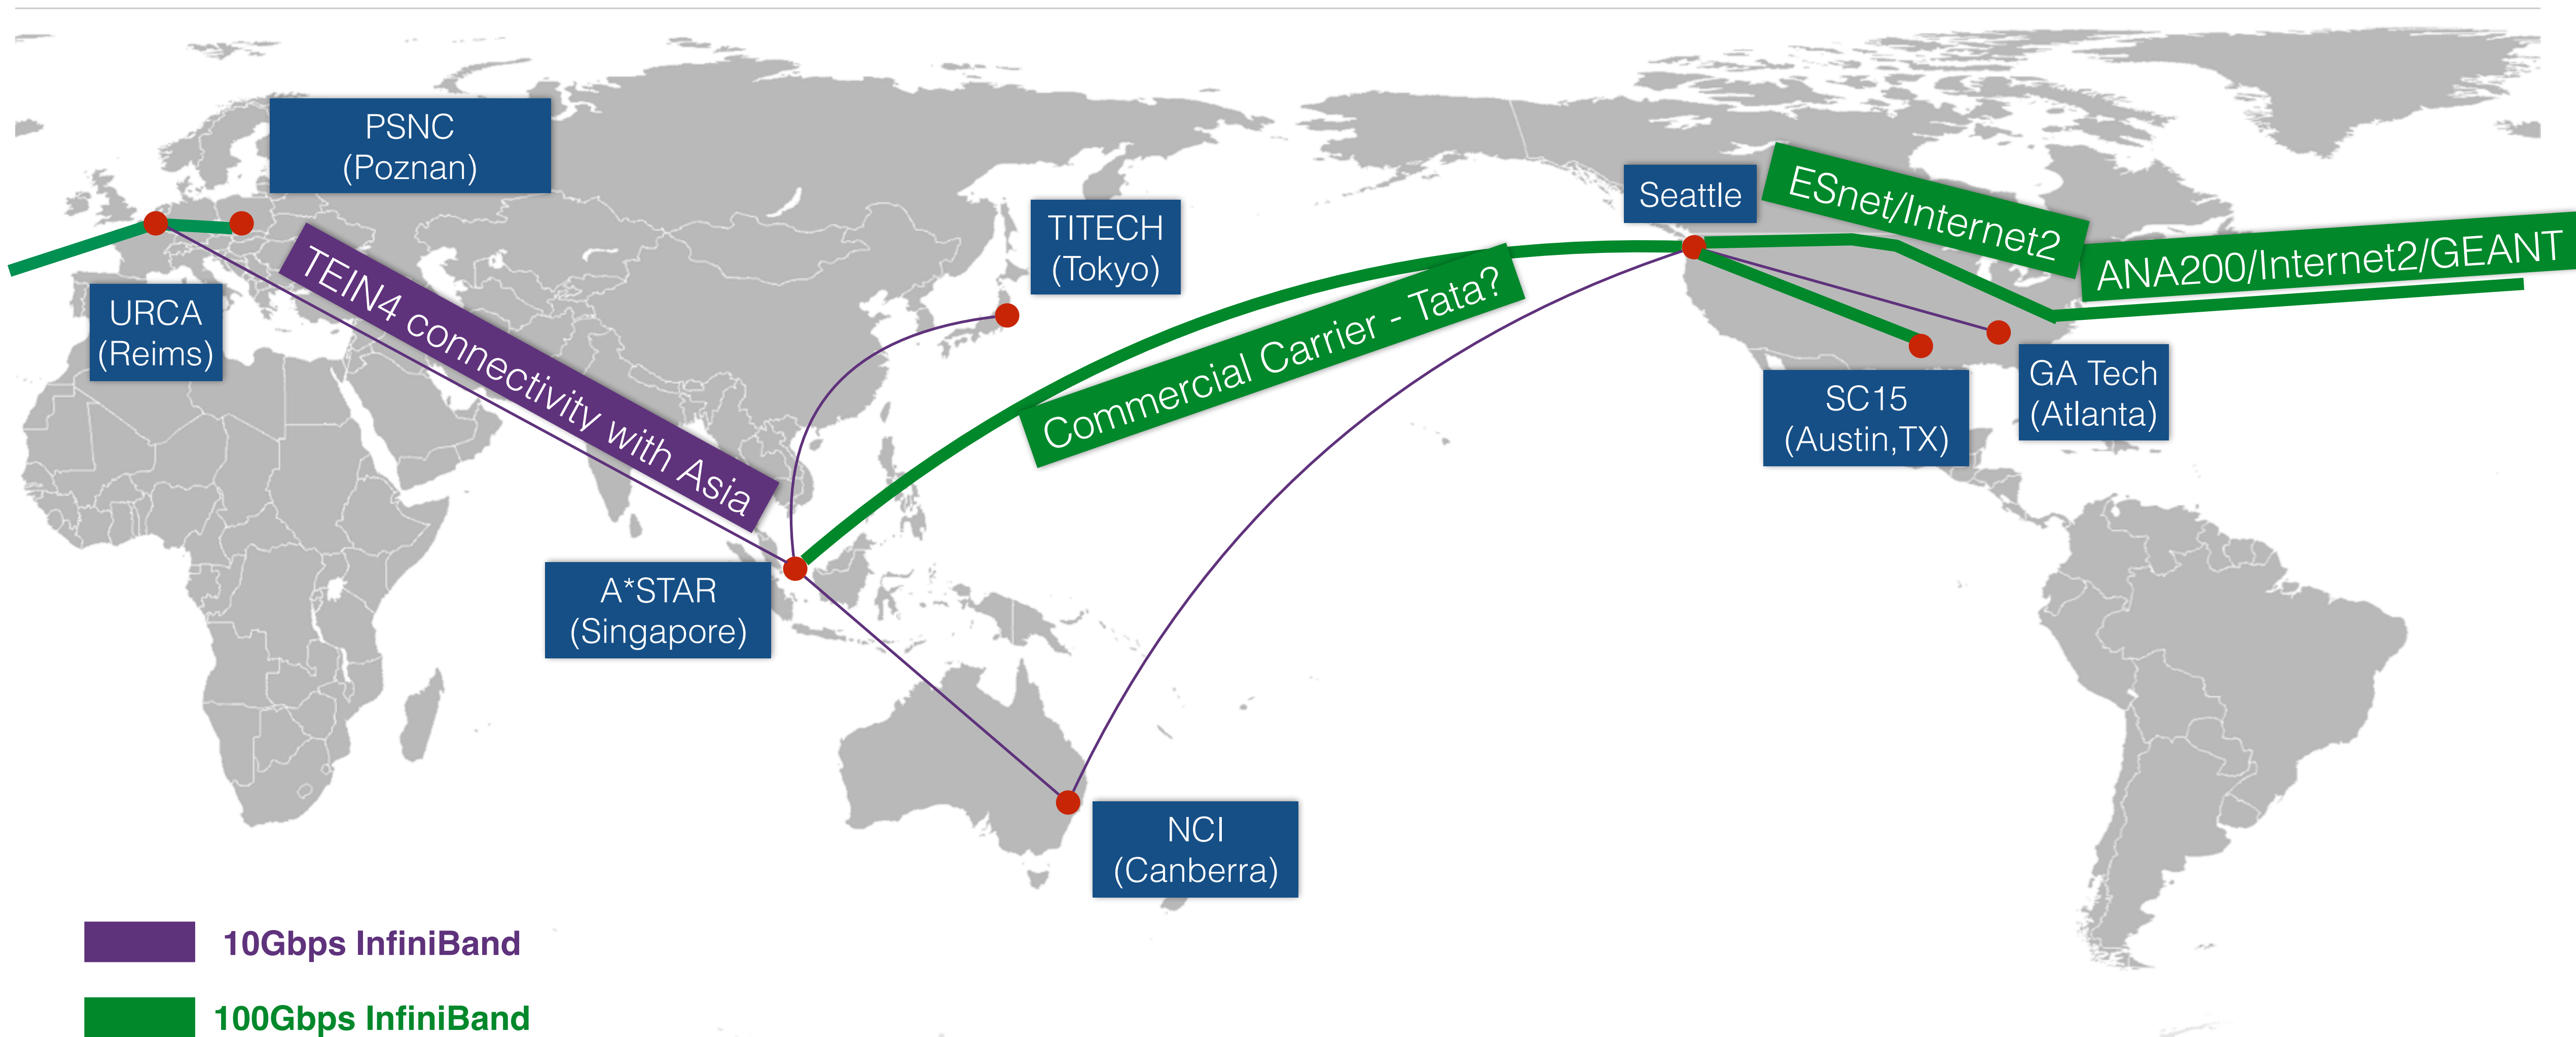 PSNC
(Poznan)
URCA
(Reims)
TEIN4 connectivity with Asia
TITECH
(Tokyo)
A*STAR
(Singapore)
Commercial Carrier - Tata?
NCI
(Canberra)
Seattle
ESnet/Internet2
ANA200/Internet2/GEANT
SC15
(Austin,TX)
GA Tech
(Atlanta)
10Gbps InfiniBand
100Gbps InfiniBand